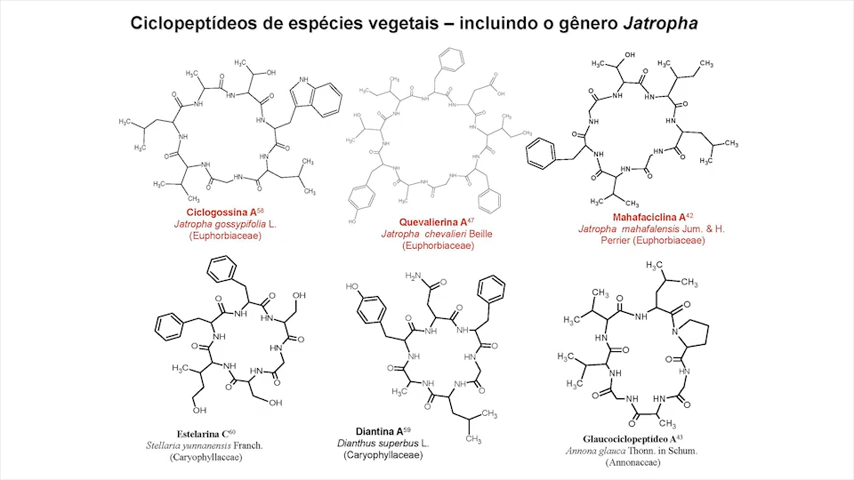 Ciclopeptídeos de espécies vegetais – incluindo o gênero Jatropha
Ciclogossina A58
Jatropha gossypifolia L.
(Euphorbiaceae)
Quevalierina A47
Jatropha chevalieri Beille
(Euphorbiaceae)
Mahafaciclina A42
Jatropha mahafalensis Jum. & H.
Perrier (Euphorbiaceae)
Estelarina C60
Stellaria yunnanensis Franch.
(Caryophyllaceae)
Diantina A59
Dianthus superbus L.
(Caryophyllaceae)
Glaucociclopeptídeo A43
Annona glauca Thonn. in Schum.
(Annonaceae)